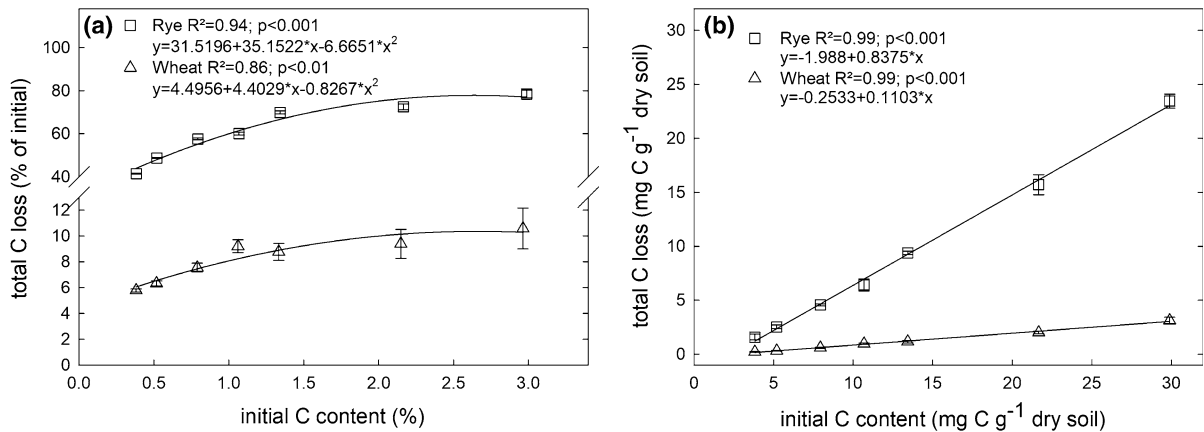 (a)
Rye R²=0.94; p<0.001
y=31.5196+35.1522*x-6.6651*x²
Wheat R²=0.86; p<0.01
y=4.4956+4.4029*x-0.8267*x²
total C loss (% of initial)
100
80
60
40
12
10
8
6
4
2
0
0.0 0.5 1.0 1.5 2.0 2.5 3.0
initial C content (%)
(b)
Rye R²=0.99; p<0.001
y=-1.988+0.8375*x
Wheat R²=0.99; p<0.001
y=-0.2533+0.1103*x
total C loss (mg C g⁻¹ dry soil)
30
25
20
15
10
5
0
0 5 10 15 20 25 30
initial C content (mg C g⁻¹ dry soil)